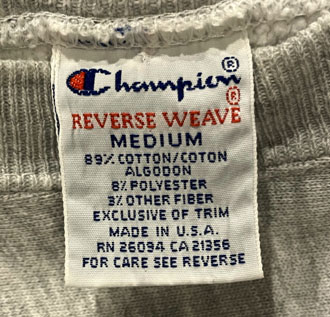 Champion®
®
REVERSE WEAVE
MEDIUM
89% COTTON/COTON
ALGODON
8% POLYESTER
3% OTHER FIBER
EXCLUSIVE OF TRIM
MADE IN U.S.A.
RN 26094 CA 21356
FOR CARE SEE REVERSE